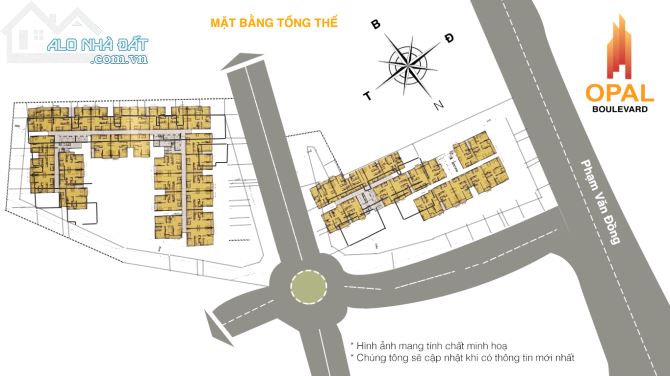 MẶT BẰNG TỔNG THỂ
ALO NHÀ ĐẤT
.com.vn
B
Đ
T
N
OPAL
BOULEVARD
Phạm Văn Đồng
* Hình ảnh mang tính chất minh hoạ
* Chúng tông sẽ cập nhật khi có thông tin mới nhất